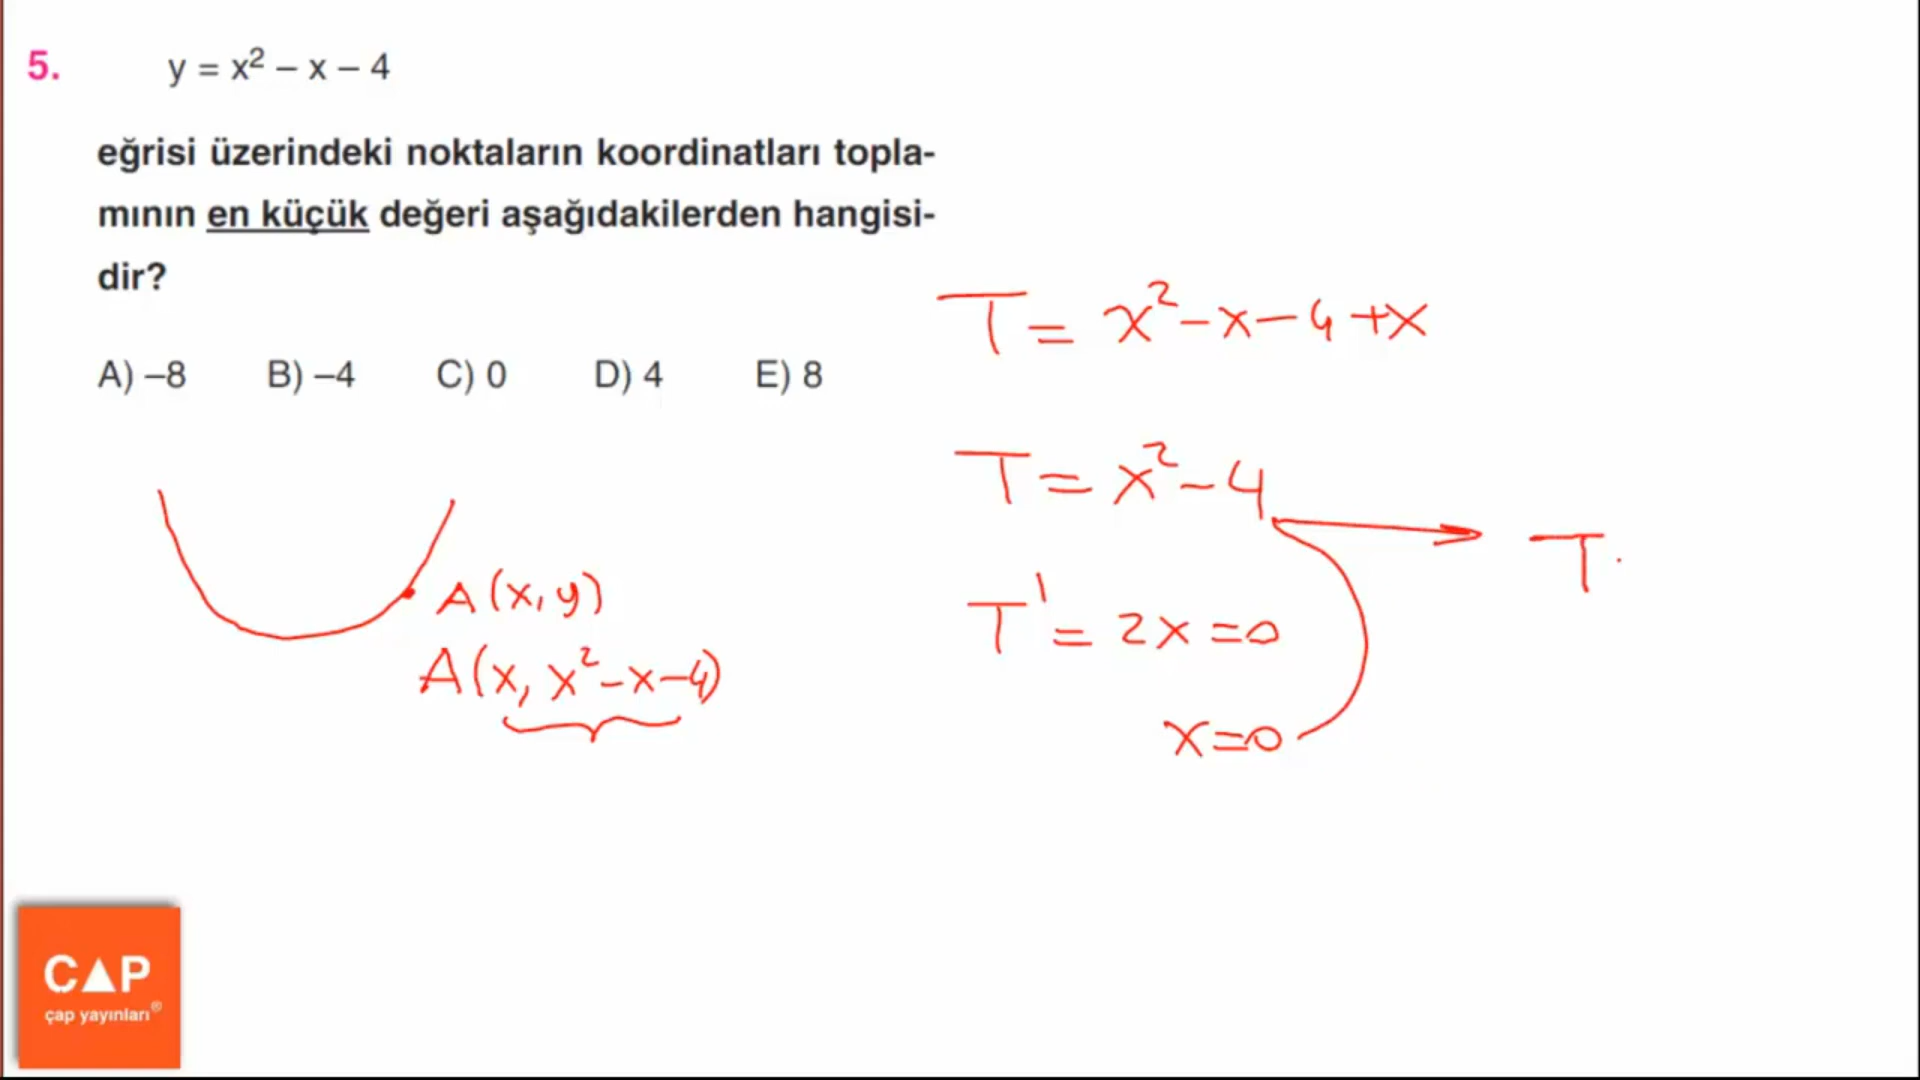 5. y = x² – x – 4
eğrisi üzerindeki noktaların koordinatları topla-
mının en küçük değeri aşağıdakilerden hangisi-
dir?
A) –8 B) –4 C) 0 D) 4 E) 8
T = x² – x – 4 + x
T = x² – 4
T
A(x, y)
T' = 2x = 0
A(x, x² – x – 4)
x = 0
CAP
çap yayınları®